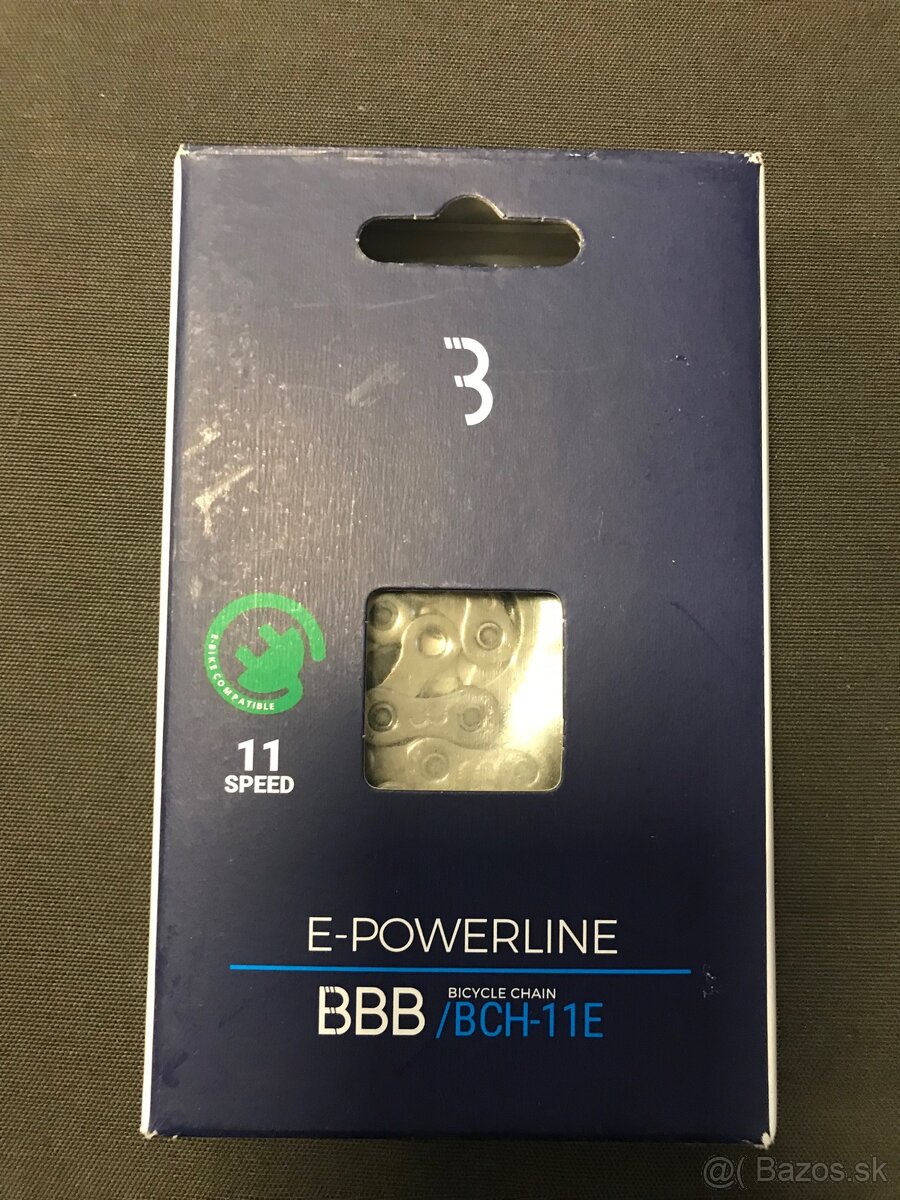 B
E-BIKE COMPATIBLE
11
SPEED
E-POWERLINE
BBB
BICYCLE CHAIN
/BCH-11E
@( Bazos.sk